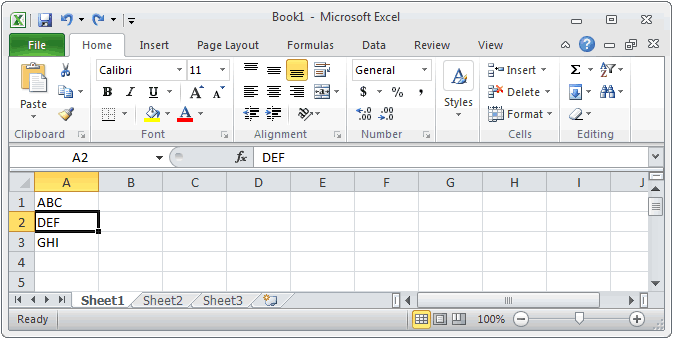 Book1 - Microsoft Excel
File Home Insert Page Layout Formulas Data Review View
Calibri 11 General Insert Σ
Paste B I U A A $ % , Styles Delete
A .00 .0 Format
Clipboard Font Alignment Number Cells Editing
A2 fx DEF
A B C D E F G H I J
1 ABC
2 DEF
3 GHI
4
5
Sheet1 Sheet2 Sheet3
Ready 100%